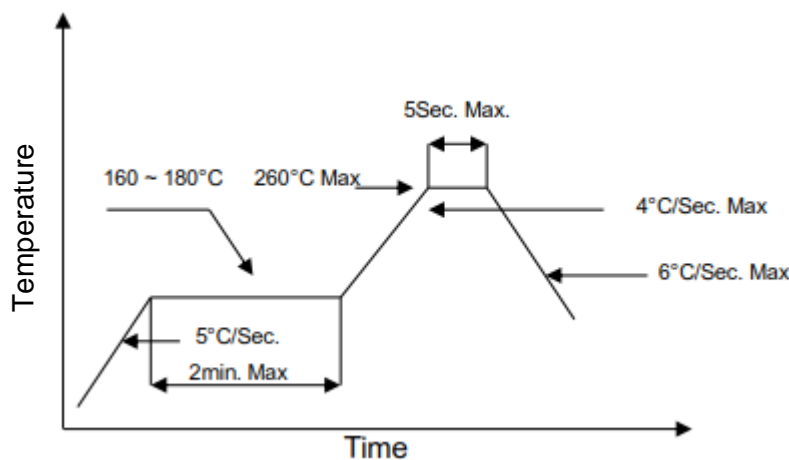 5Sec. Max.
160 ~ 180°C
260°C Max
4°C/Sec. Max
6°C/Sec. Max
5°C/Sec.
2min. Max
Temperature
Time